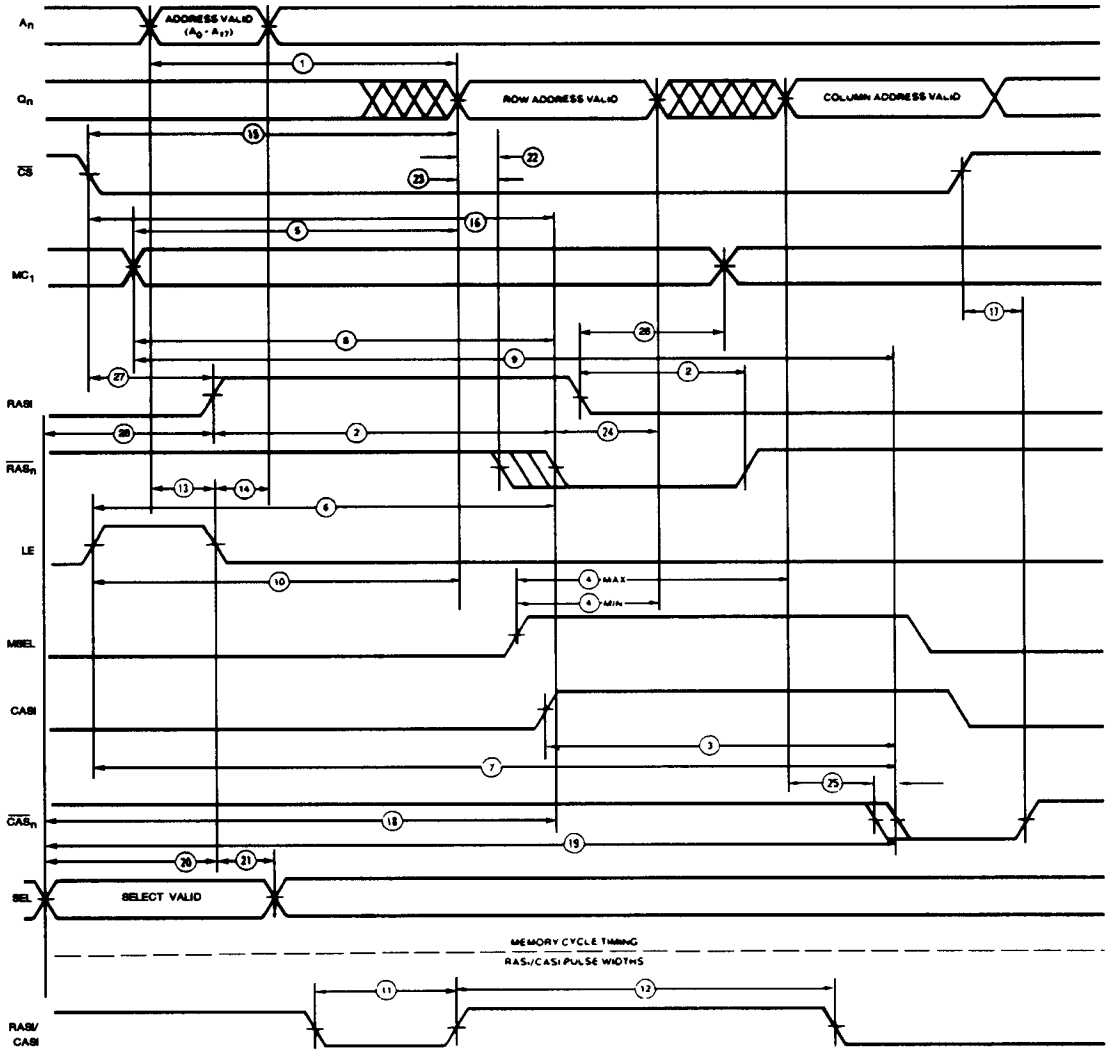 An
ADDRESS VALID
(A0 - A17)
1
Qn
ROW ADDRESS VALID
COLUMN ADDRESS VALID
15
22
CS
23
16
5
MC1
17
8
26
9
27
2
RASI
28
2
24
RASn
13
14
6
LE
10
4 MAX
4 MIN
MSEL
CASI
3
7
25
CASn
18
19
20
21
SEL
SELECT VALID
MEMORY CYCLE TIMING
RASI/CASI PULSE WIDTHS
11
12
RASI/
CASI